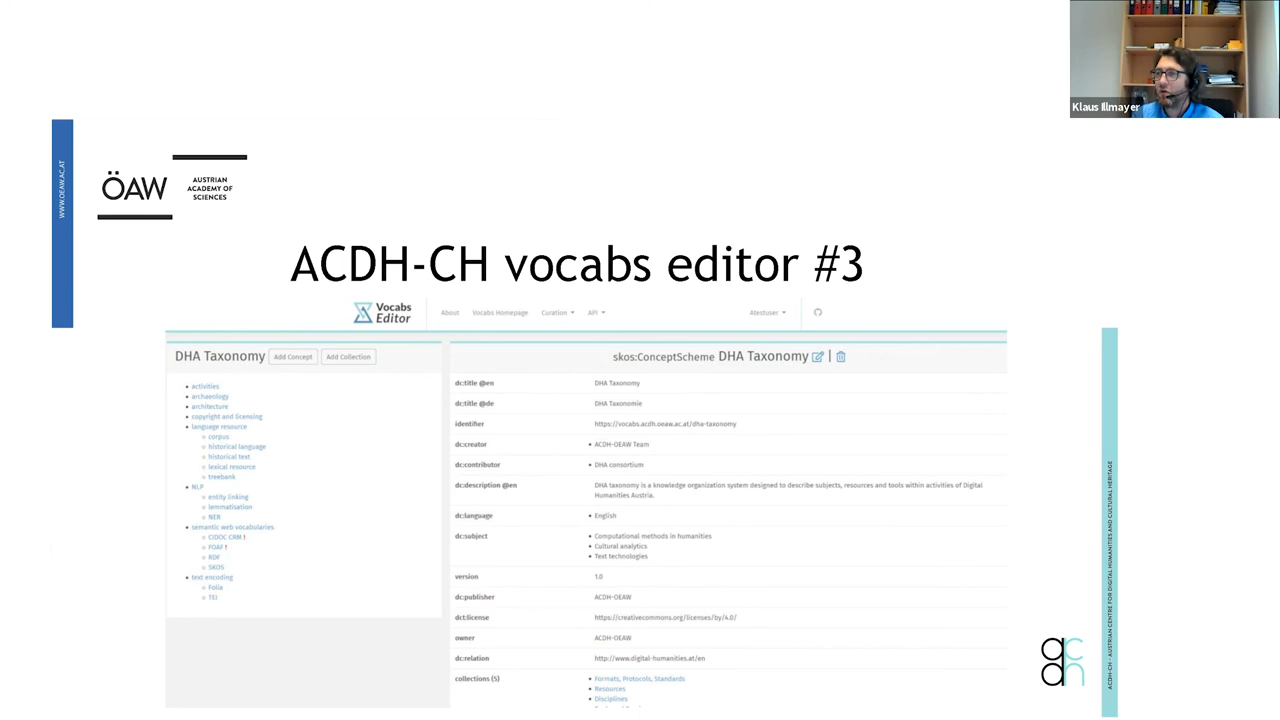 Klaus Illmayer
WWW.OEAW.AC.AT
ÖAW
AUSTRIAN
ACADEMY OF
SCIENCES
ACDH-CH vocabs editor #3
Vocabs
Editor
About
Vocabs Homepage
Curation
API
Atestuser
DHA Taxonomy
Add Concept
Add Collection
activities
archaeology
architecture
copyright and licensing
language resource
corpus
historical language
historical text
lexical resource
treebank
NLP
entity linking
lemmatisation
NER
semantic web vocabularies
CIDOC CRM !
FOAF !
RDF
SKOS
text encoding
Folia
TEI
skos:ConceptScheme DHA Taxonomy |
dc:title @en DHA Taxonomy
dc:title @de DHA Taxonomie
identifier https://vocabs.acdh.oeaw.ac.at/dha-taxonomy
dc:creator ACDH-OEAW Team
dc:contributor DHA consortium
dc:description @en DHA taxonomy is a knowledge organization system designed to describe subjects, resources and tools within activities of Digital
Humanities Austria.
dc:language English
dc:subject Computational methods in humanities
Cultural analytics
Text technologies
version 1.0
dc:publisher ACDH-OEAW
dct:license https://creativecommons.org/licenses/by/4.0/
owner ACDH-OEAW
dc:relation http://www.digital-humanities.at/en
collections (5) Formats, Protocols, Standards
Resources
Disciplines
ACDH-CH - AUSTRIAN CENTRE FOR DIGITAL HUMANITIES AND CULTURAL HERITAGE
ac
dh